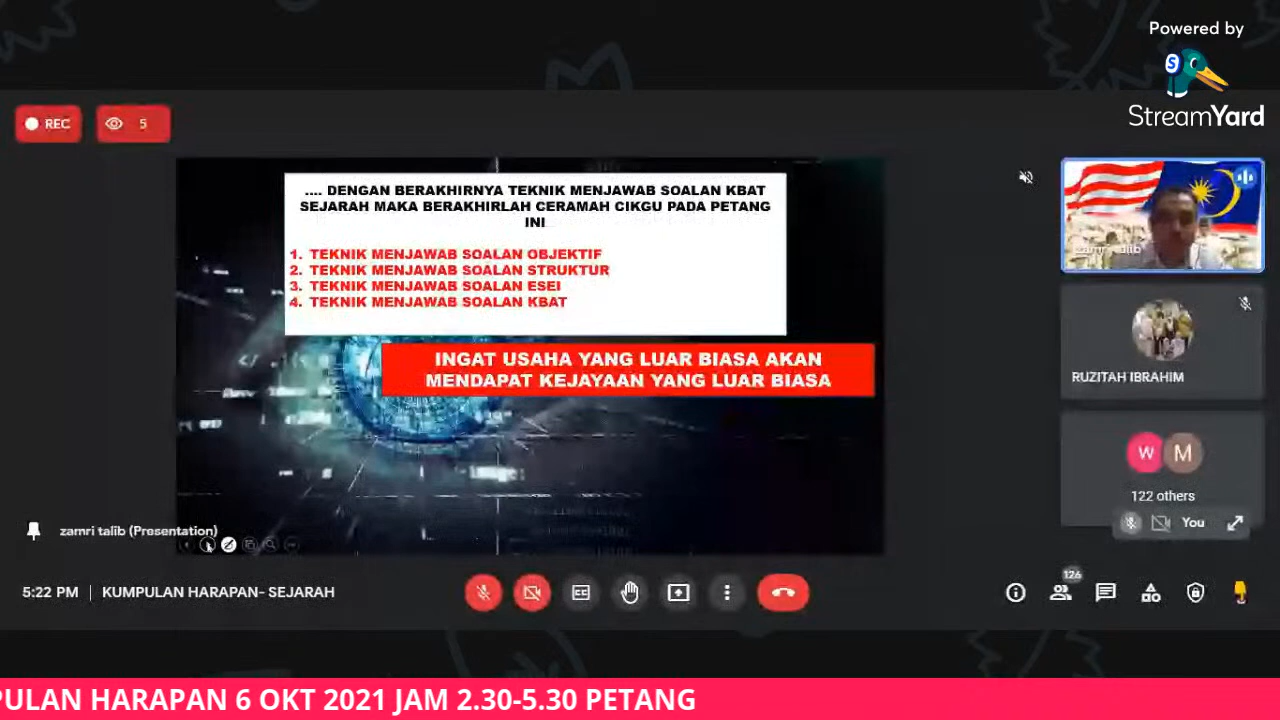 Powered by
StreamYard
REC
5
.... DENGAN BERAKHIRNYA TEKNIK MENJAWAB SOALAN KBAT
SEJARAH MAKA BERAKHIRLAH CERAMAH CIKGU PADA PETANG
INI
1. TEKNIK MENJAWAB SOALAN OBJEKTIF
2. TEKNIK MENJAWAB SOALAN STRUKTUR
3. TEKNIK MENJAWAB SOALAN ESEI
4. TEKNIK MENJAWAB SOALAN KBAT
INGAT USAHA YANG LUAR BIASA AKAN
MENDAPAT KEJAYAAN YANG LUAR BIASA
zamri talib
RUZITAH IBRAHIM
W M
122 others
You
zamri talib (Presentation)
5:22 PM | KUMPULAN HARAPAN- SEJARAH
126
PULAN HARAPAN 6 OKT 2021 JAM 2.30-5.30 PETANG